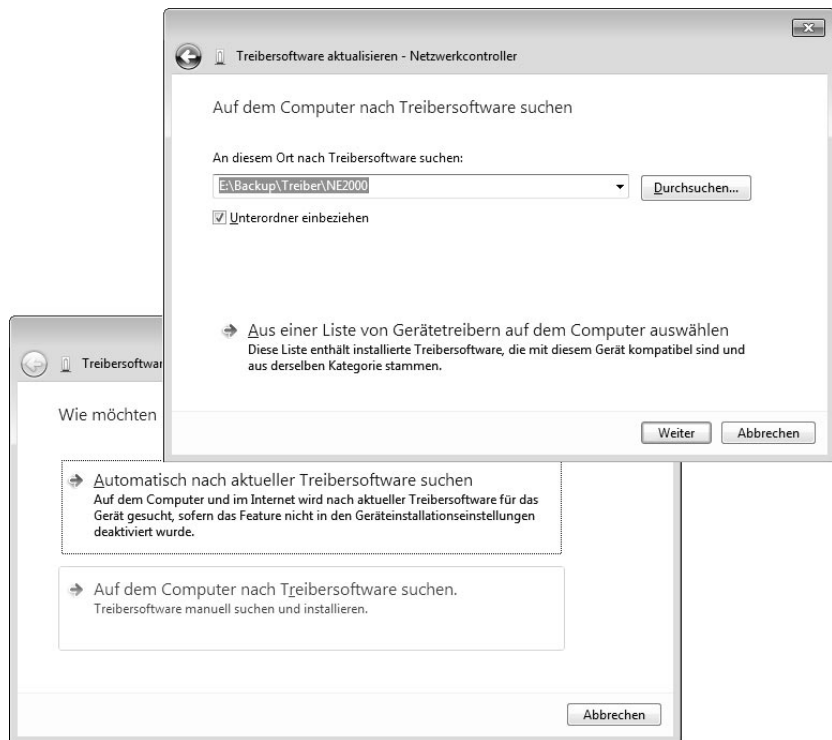 Treibersoftware aktualisieren - Netzwerkcontroller
Auf dem Computer nach Treibersoftware suchen
An diesem Ort nach Treibersoftware suchen:
E:\Backup\Treiber\NE2000
Durchsuchen...
Unterordner einbeziehen
Aus einer Liste von Gerätetreibern auf dem Computer auswählen
Diese Liste enthält installierte Treibersoftware, die mit diesem Gerät kompatibel sind und
aus derselben Kategorie stammen.
Weiter
Abbrechen
Treibersoftwar
Wie möchten
Automatisch nach aktueller Treibersoftware suchen
Auf dem Computer und im Internet wird nach aktueller Treibersoftware für das
Gerät gesucht, sofern das Feature nicht in den Geräteinstallationseinstellungen
deaktiviert wurde.
Auf dem Computer nach Treibersoftware suchen.
Treibersoftware manuell suchen und installieren.
Abbrechen